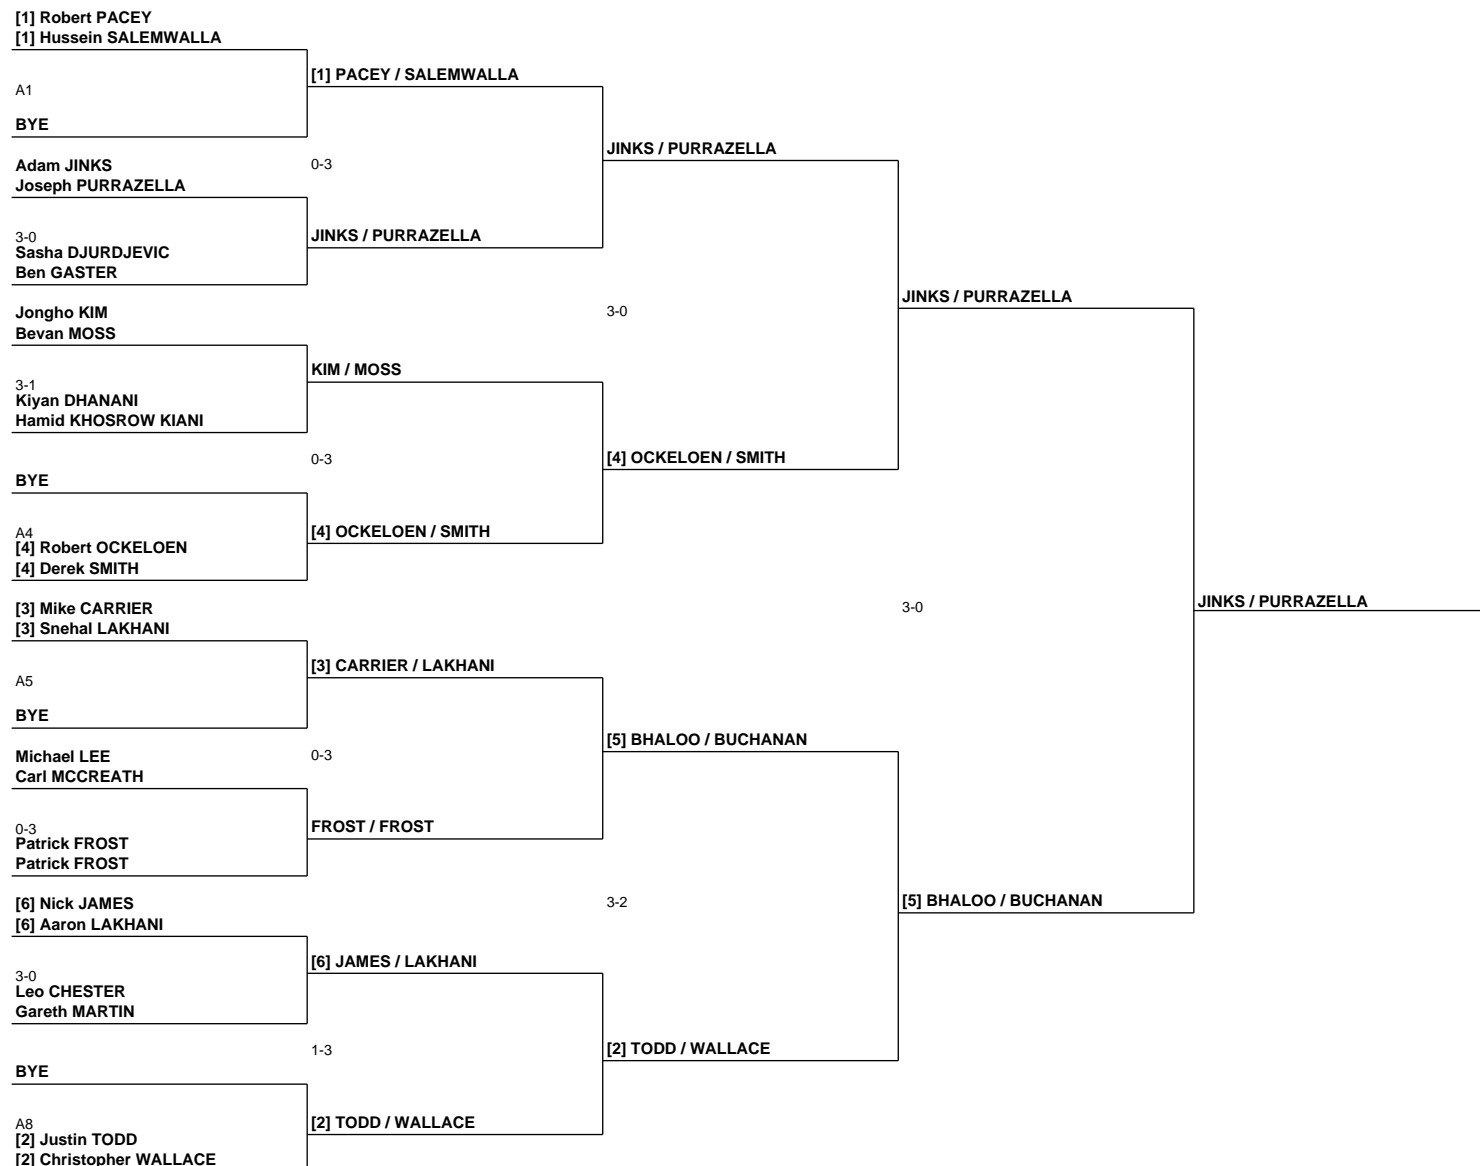 [1] Robert PACEY
[1] Hussein SALEMWALLA
[1] PACEY / SALEMWALLA
A1
BYE
JINKS / PURRAZELLA
Adam JINKS
0-3
Joseph PURRAZELLA
3-0
JINKS / PURRAZELLA
Sasha DJURDJEVIC
Ben GASTER
JINKS / PURRAZELLA
Jongho KIM
3-0
Bevan MOSS
KIM / MOSS
3-1
Kiyan DHANANI
Hamid KHOSROW KIANI
0-3
[4] OCKELOEN / SMITH
BYE
A4
[4] OCKELOEN / SMITH
[4] Robert OCKELOEN
[4] Derek SMITH
JINKS / PURRAZELLA
[3] Mike CARRIER
3-0
[3] Snehal LAKHANI
[3] CARRIER / LAKHANI
A5
BYE
[5] BHALOO / BUCHANAN
Michael LEE
0-3
Carl MCCREATH
0-3
FROST / FROST
Patrick FROST
Patrick FROST
[5] BHALOO / BUCHANAN
[6] Nick JAMES
3-2
[6] Aaron LAKHANI
[6] JAMES / LAKHANI
3-0
Leo CHESTER
Gareth MARTIN
1-3
[2] TODD / WALLACE
BYE
A8
[2] TODD / WALLACE
[2] Justin TODD
[2] Christopher WALLACE